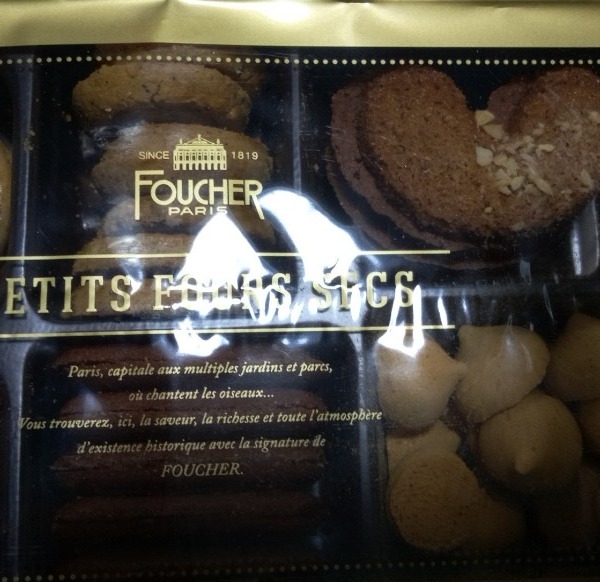 SINCE 1819
FOUCHER
PARIS
ETITS FOURS SECS
Paris, capitale aux multiples jardins et parcs,
où chantent les oiseaux...
Vous trouverez, ici, la saveur, la richesse et toute l'atmosphère
d'existence historique avec la signature de
FOUCHER.